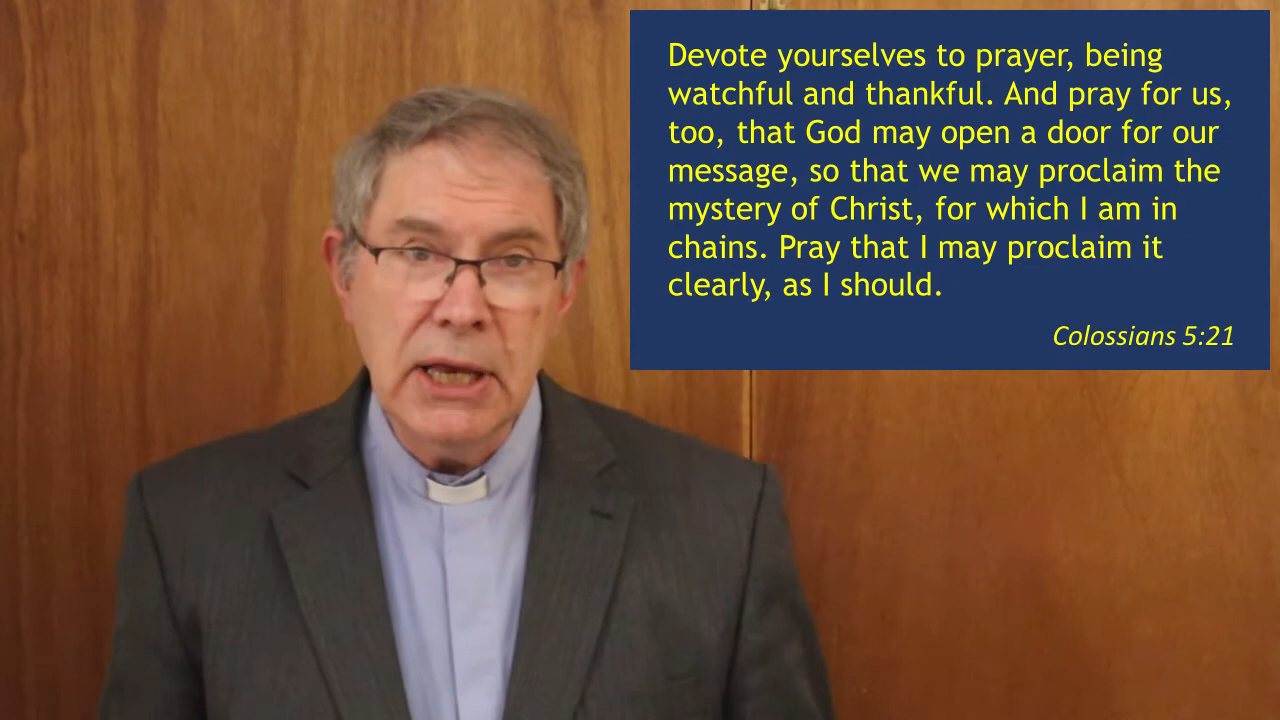 Devote yourselves to prayer, being
watchful and thankful. And pray for us,
too, that God may open a door for our
message, so that we may proclaim the
mystery of Christ, for which I am in
chains. Pray that I may proclaim it
clearly, as I should.
Colossians 5:21